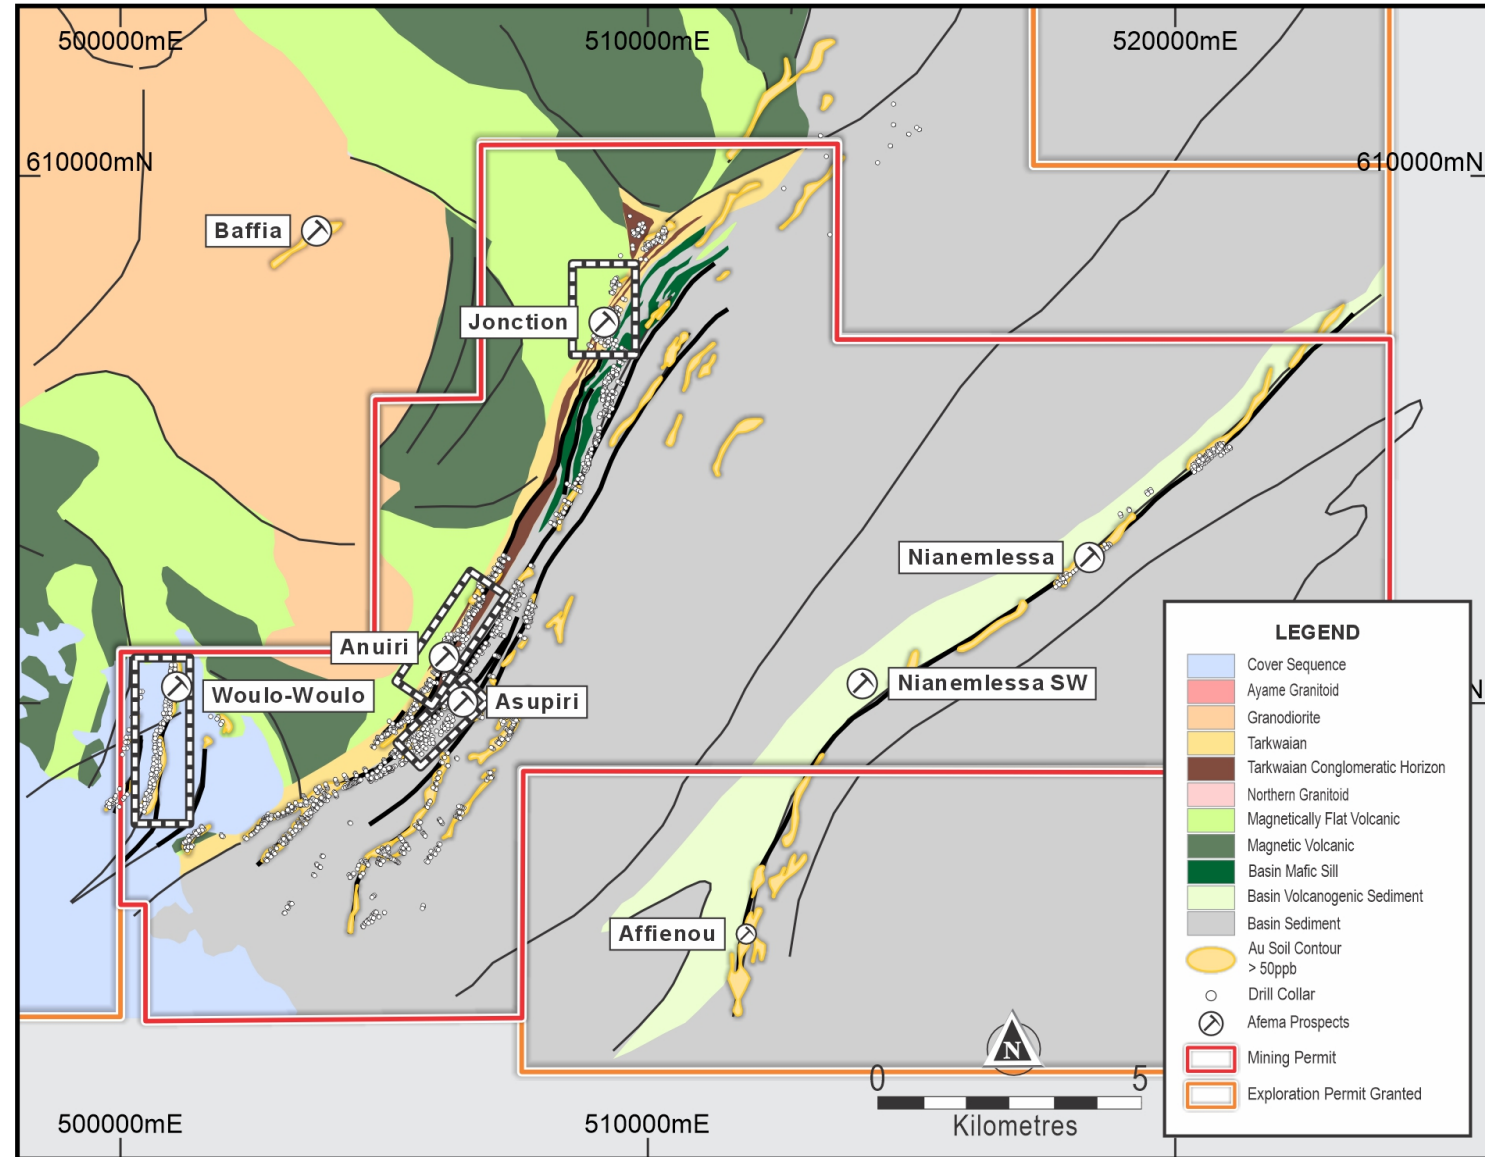 500000mE
510000mE
520000mE
610000mN
610000mN
Baffia
Jonction
Nianemlessa
Anuiri
Woulo-Woulo
Asupiri
Nianemlessa SW
N
Affienou
LEGEND
Cover Sequence
Ayame Granitoid
Granodiorite
Tarkwaian
Tarkwaian Conglomeratic Horizon
Northern Granitoid
Magnetically Flat Volcanic
Magnetic Volcanic
Basin Mafic Sill
Basin Volcanogenic Sediment
Basin Sediment
Au Soil Contour
> 50ppb
Drill Collar
Afema Prospects
Mining Permit
Exploration Permit Granted
N
0 5
Kilometres
500000mE
510000mE